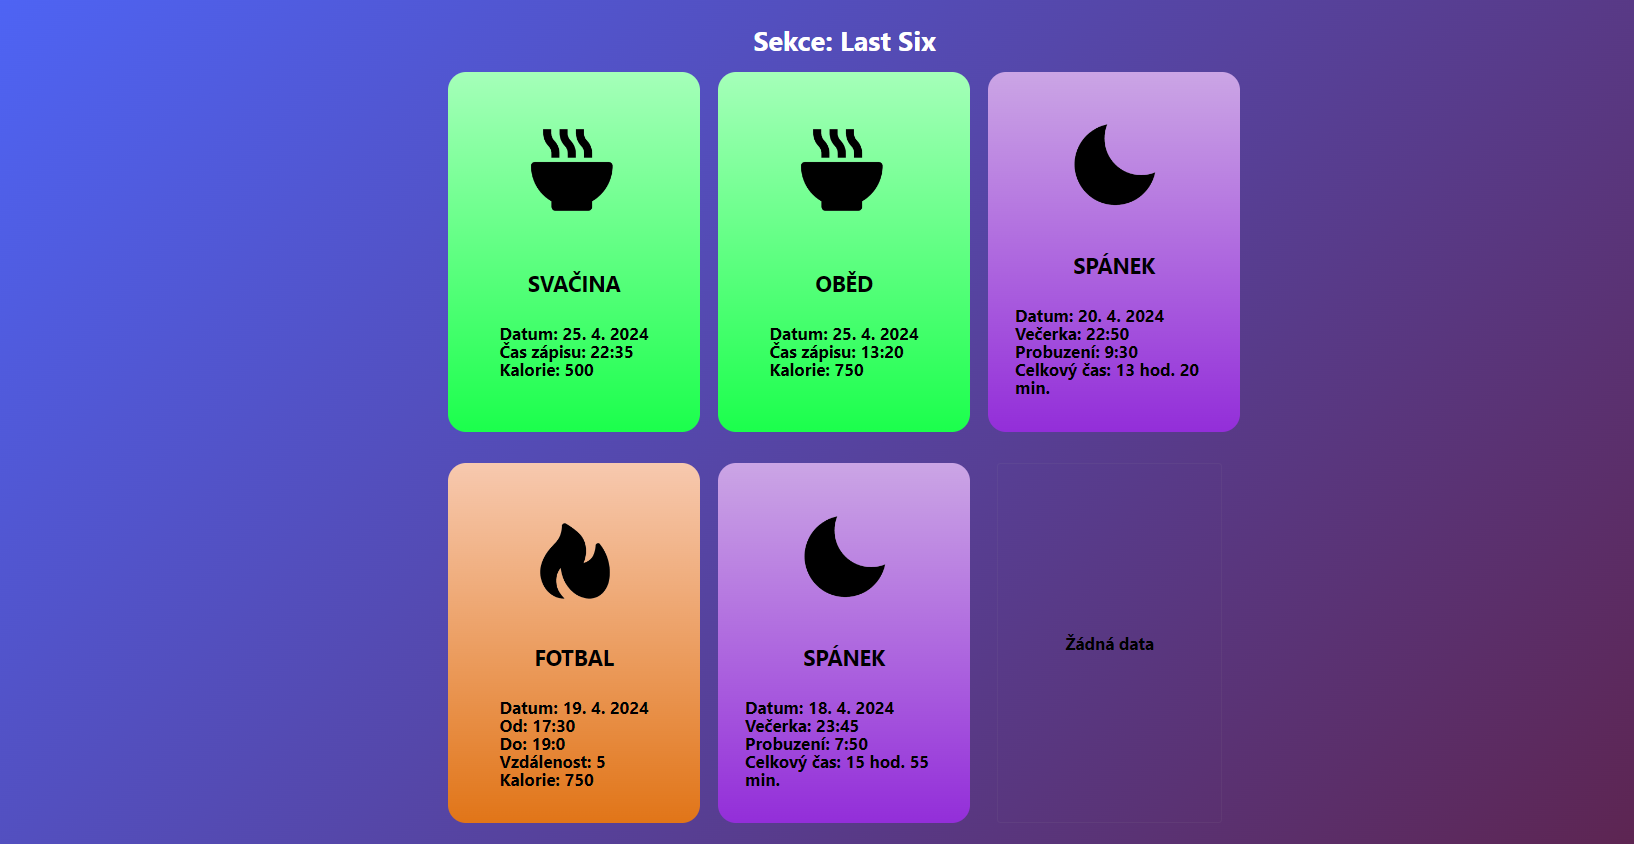 Sekce: Last Six
SVAČINA
Datum: 25. 4. 2024
Čas zápisu: 22:35
Kalorie: 500
OBĚD
Datum: 25. 4. 2024
Čas zápisu: 13:20
Kalorie: 750
SPÁNEK
Datum: 20. 4. 2024
Večerka: 22:50
Probuzení: 9:30
Celkový čas: 13 hod. 20
min.
FOTBAL
Datum: 19. 4. 2024
Od: 17:30
Do: 19:0
Vzdálenost: 5
Kalorie: 750
SPÁNEK
Datum: 18. 4. 2024
Večerka: 23:45
Probuzení: 7:50
Celkový čas: 15 hod. 55
min.
Žádná data